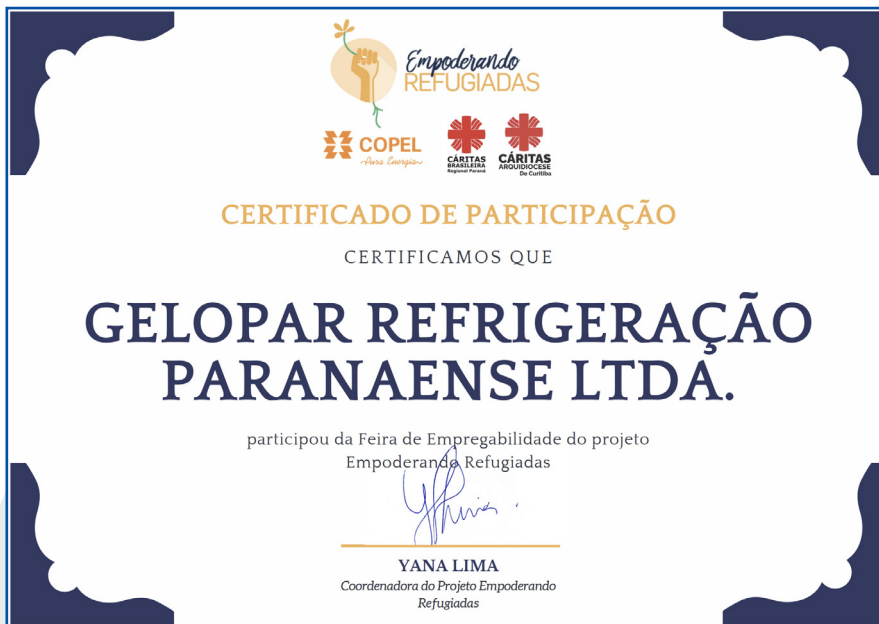 Empoderando
REFUGIADAS
COPEL
Pura Energia
CÁRITAS
BRASILEIRA
Regional Paraná
CÁRITAS
ARQUIDIOCESE
De Curitiba
CERTIFICADO DE PARTICIPAÇÃO
CERTIFICAMOS QUE
GELOPAR REFRIGERAÇÃO
PARANAENSE LTDA.
participou da Feira de Empregabilidade do projeto
Empoderando Refugiadas
YANA LIMA
Coordenadora do Projeto Empoderando
Refugiadas